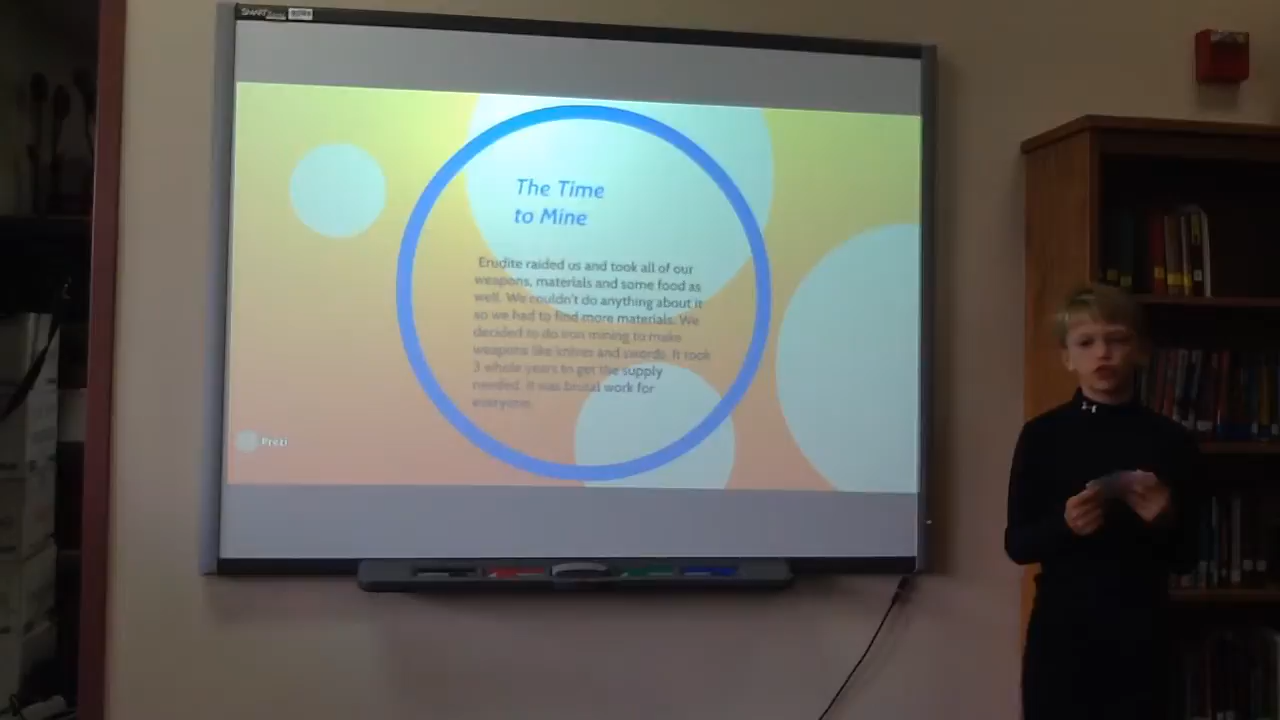 SMART
The Time
to Mine
Erudite raided us and took all of our
weapons, materials and some food as
well. We couldn't do anything about it
so we had to find more materials. We
decided to do iron mining to make
weapons like knives and swords. It took
3 whole years to get the supply
needed. It was brutal work for
everyone.
Prezi